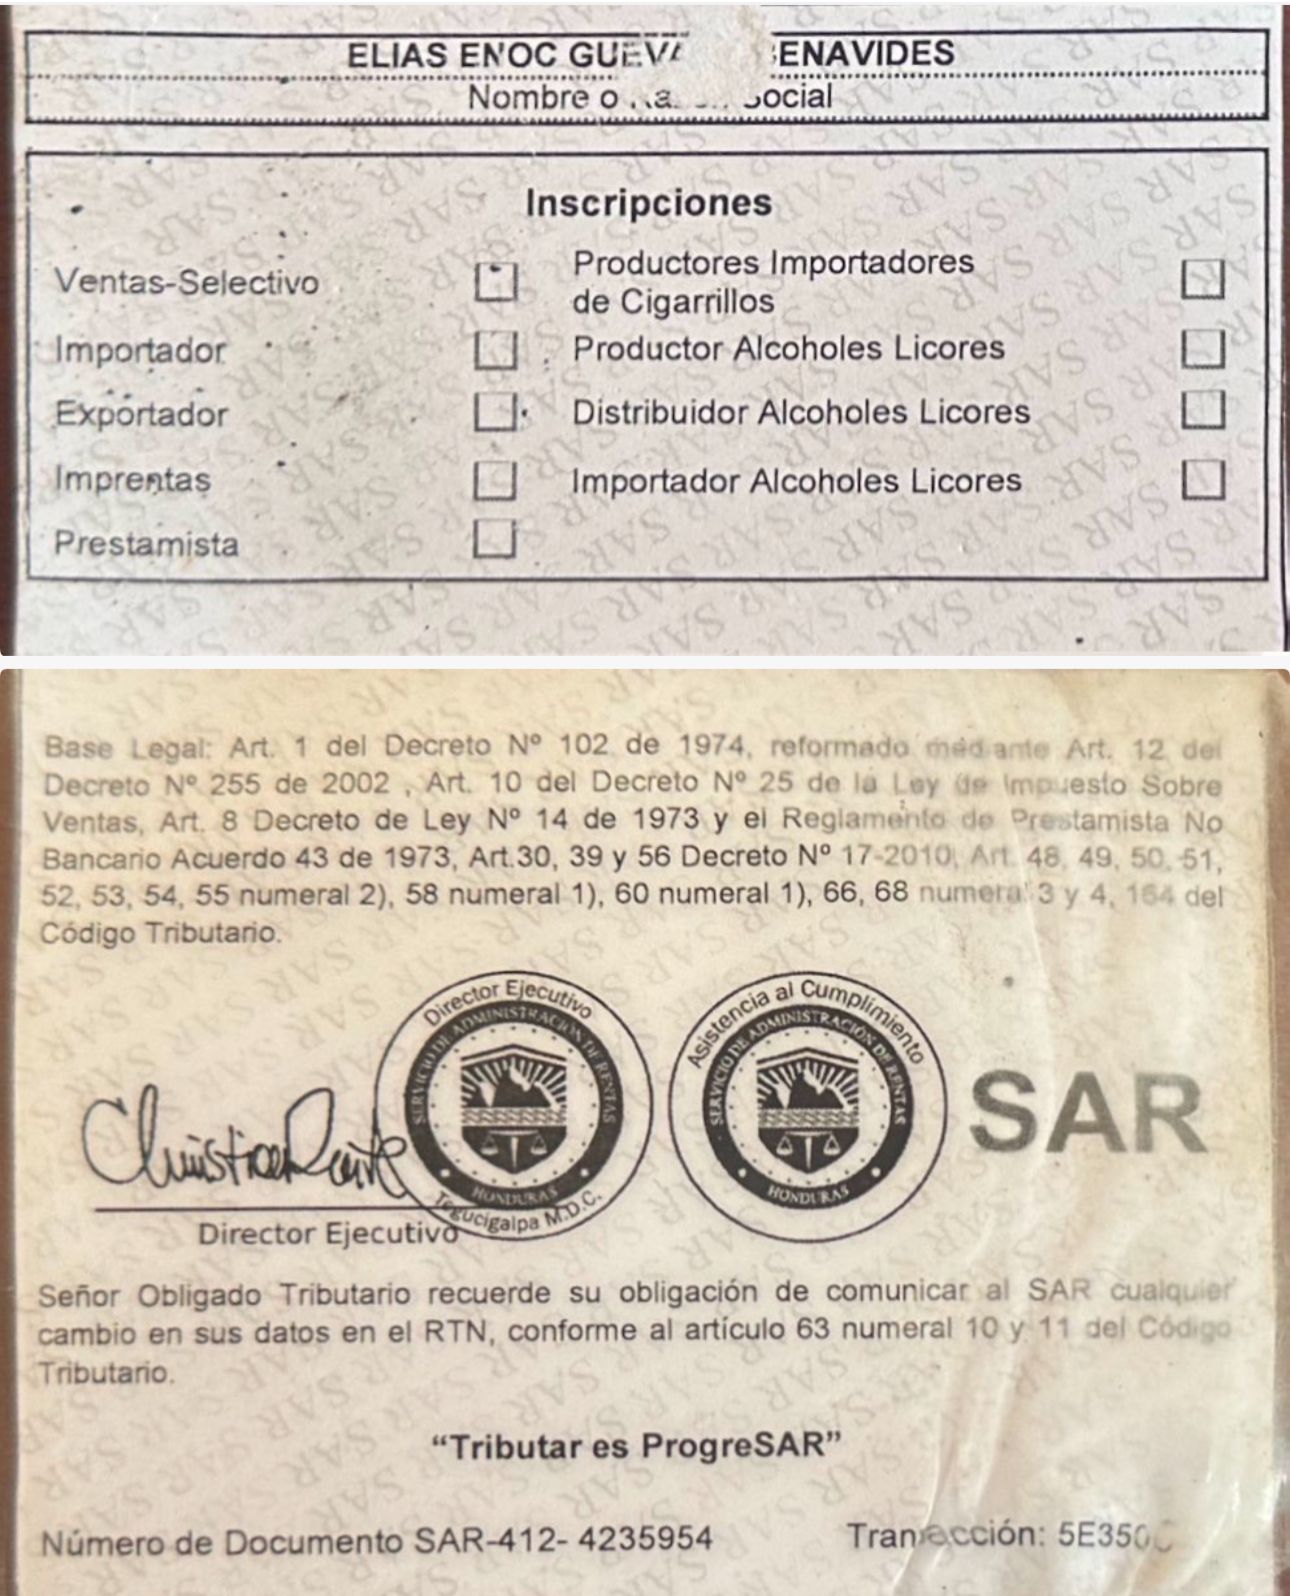 ELIAS ENOC
Nombre o
Inscripciones
Ventas-Selectivo
Productores Importadores
de Cigarrillos
Importador
Productor Alcoholes Licores
Exportador
Distribuidor Alcoholes Licores
Imprentas
Importador Alcoholes Licores
Prestamista
Base Legal: Art. 1 del Decreto Nº 102 de 1974, reformado mediante Art. 12 del
Decreto Nº 255 de 2002 , Art. 10 del Decreto Nº 25 de la Ley de Impuesto Sobre
Ventas, Art. 8 Decreto de Ley Nº 14 de 1973 y el Reglamento de Prestamista No
Bancario Acuerdo 43 de 1973, Art.30, 39 y 56 Decreto Nº 17-2010, Art. 48, 49, 50, 51,
52, 53, 54, 55 numeral 2), 58 numeral 1), 60 numeral 1), 66, 68 numeral 3 y 4, 164 del
Código Tributario.
Director Ejecutivo
SERVICIO DE ADMINISTRACIÓN DE RENTAS
HONDURAS
Tegucigalpa M.D.C.
Asistencia al Cumplimiento
SERVICIO DE ADMINISTRACIÓN DE RENTAS
HONDURAS
SAR
Director Ejecutivo
Señor Obligado Tributario recuerde su obligación de comunicar al SAR cualquier
cambio en sus datos en el RTN, conforme al artículo 63 numeral 10 y 11 del Código
Tributario.
“Tributar es ProgreSAR”
Número de Documento SAR-412- 4235954
Transacción: